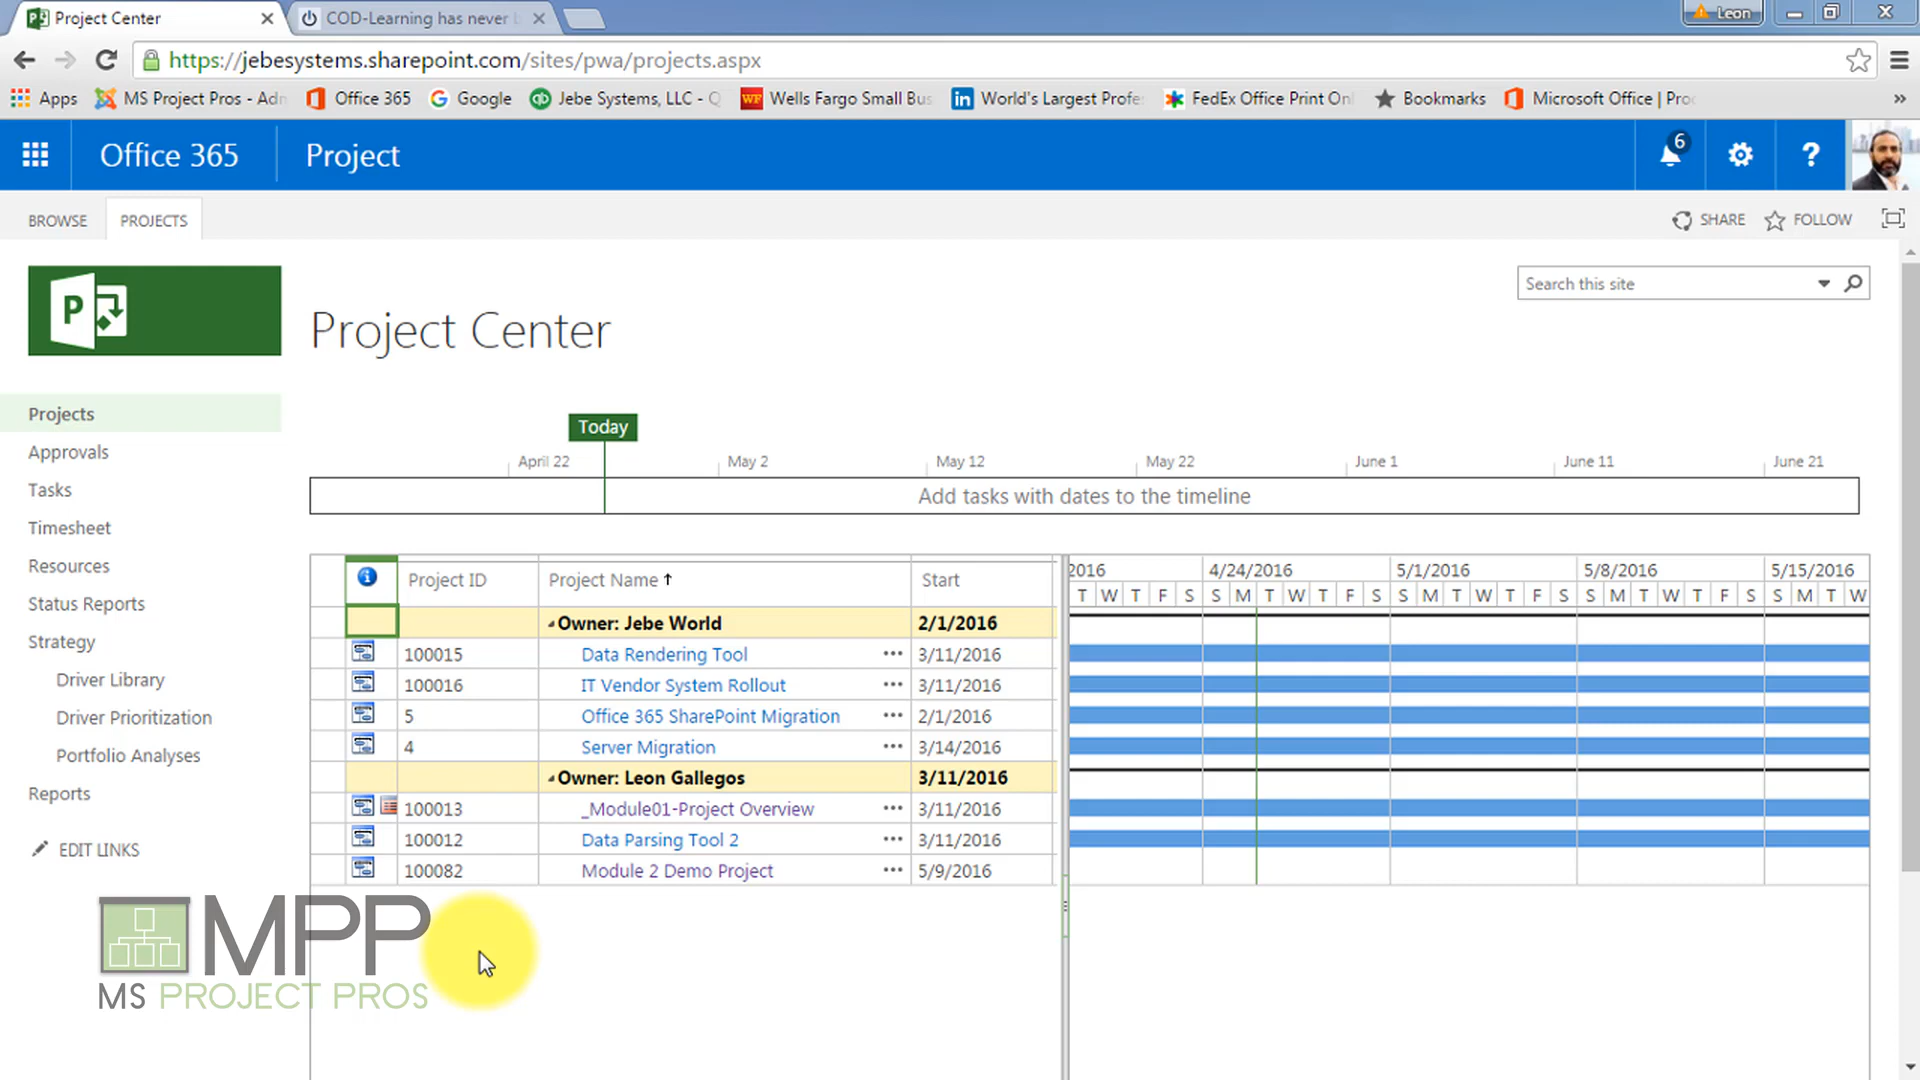 Project Center
COD-Learning has never b
Leon
https://jebesystems.sharepoint.com/sites/pwa/projects.aspx
Apps
MS Project Pros - Adn
Office 365
Google
Jebe Systems, LLC - Q
Wells Fargo Small Bus
World's Largest Profe
FedEx Office Print Onl
Bookmarks
Microsoft Office | Proc
»
Office 365
Project
6
?
BROWSE
PROJECTS
SHARE
FOLLOW
P
Project Center
Search this site
Projects
Approvals
Tasks
Timesheet
Resources
Status Reports
Strategy
Driver Library
Driver Prioritization
Portfolio Analyses
Reports
EDIT LINKS
Today
April 22 May 2 May 12 May 22 June 1 June 11 June 21
Add tasks with dates to the timeline
Project ID Project Name ↑ Start
2016 4/24/2016 5/1/2016 5/8/2016 5/15/2016
T W T F S S M T W T F S S M T W T F S S M T W T F S S M T W
Owner: Jebe World 2/1/2016
100015 Data Rendering Tool ••• 3/11/2016
100016 IT Vendor System Rollout ••• 3/11/2016
5 Office 365 SharePoint Migration ••• 2/1/2016
4 Server Migration ••• 3/14/2016
Owner: Leon Gallegos 3/11/2016
100013 _Module01-Project Overview ••• 3/11/2016
100012 Data Parsing Tool 2 ••• 3/11/2016
100082 Module 2 Demo Project ••• 5/9/2016
MPP
MS PROJECT PROS